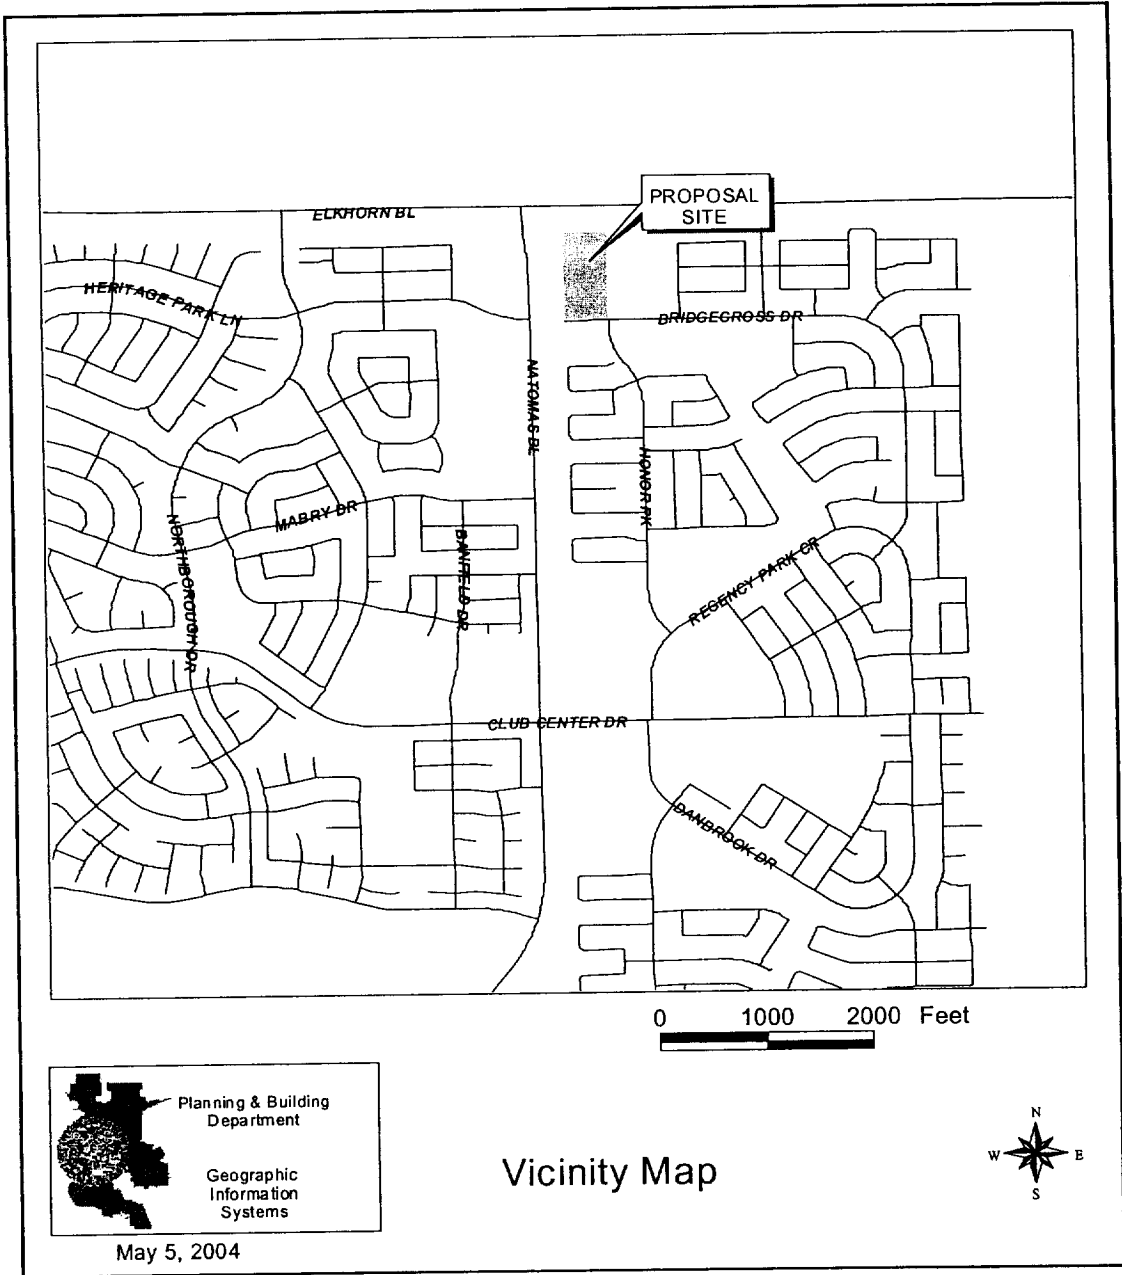 PROPOSAL
SITE
ELKHORN BL
HERITAGE PARK LN
BRIDGECROSS DR
NATOMAS BL
HONOR PK
MABRY DR
NORTHBOROUGH DR
BANFIELD DR
REGENCY PARK CR
CLUB CENTER DR
DANBROOK DR
0 1000 2000 Feet
Planning & Building
Department
Geographic
Information
Systems
May 5, 2004
Vicinity Map
N
W E
S